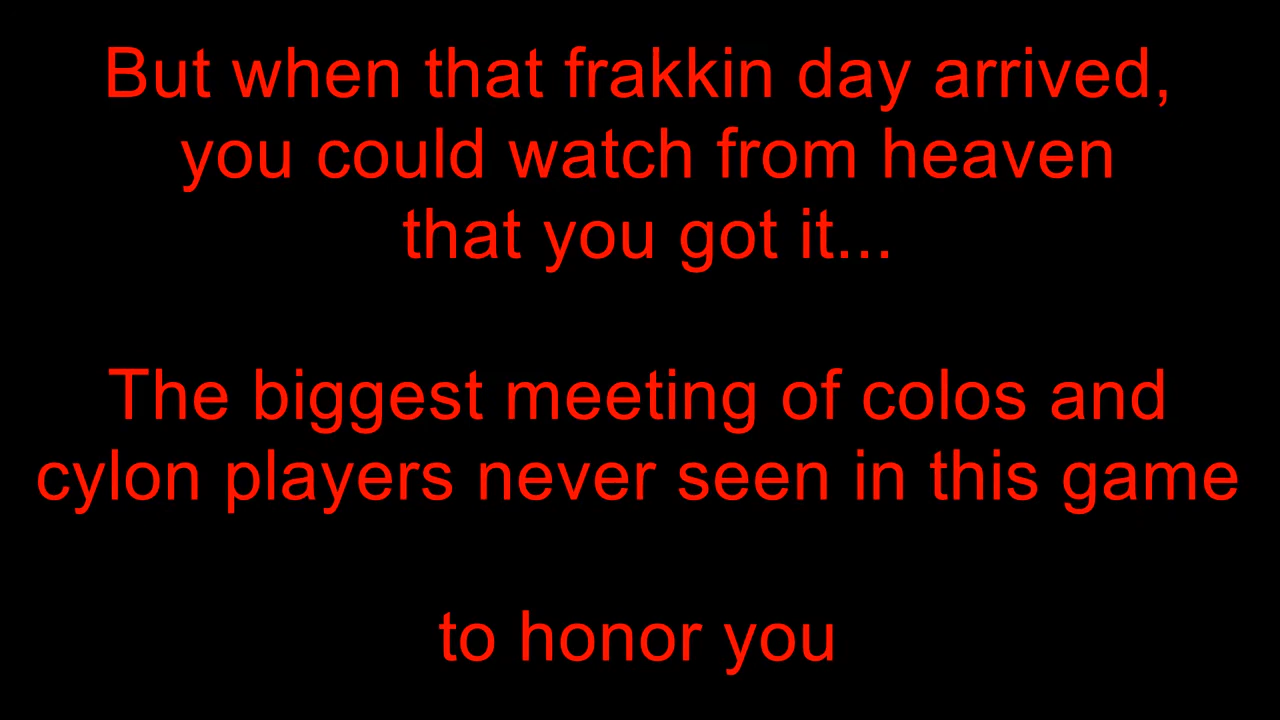 But when that frakkin day arrived,
you could watch from heaven
that you got it...
The biggest meeting of colos and
cylon players never seen in this game
to honor you